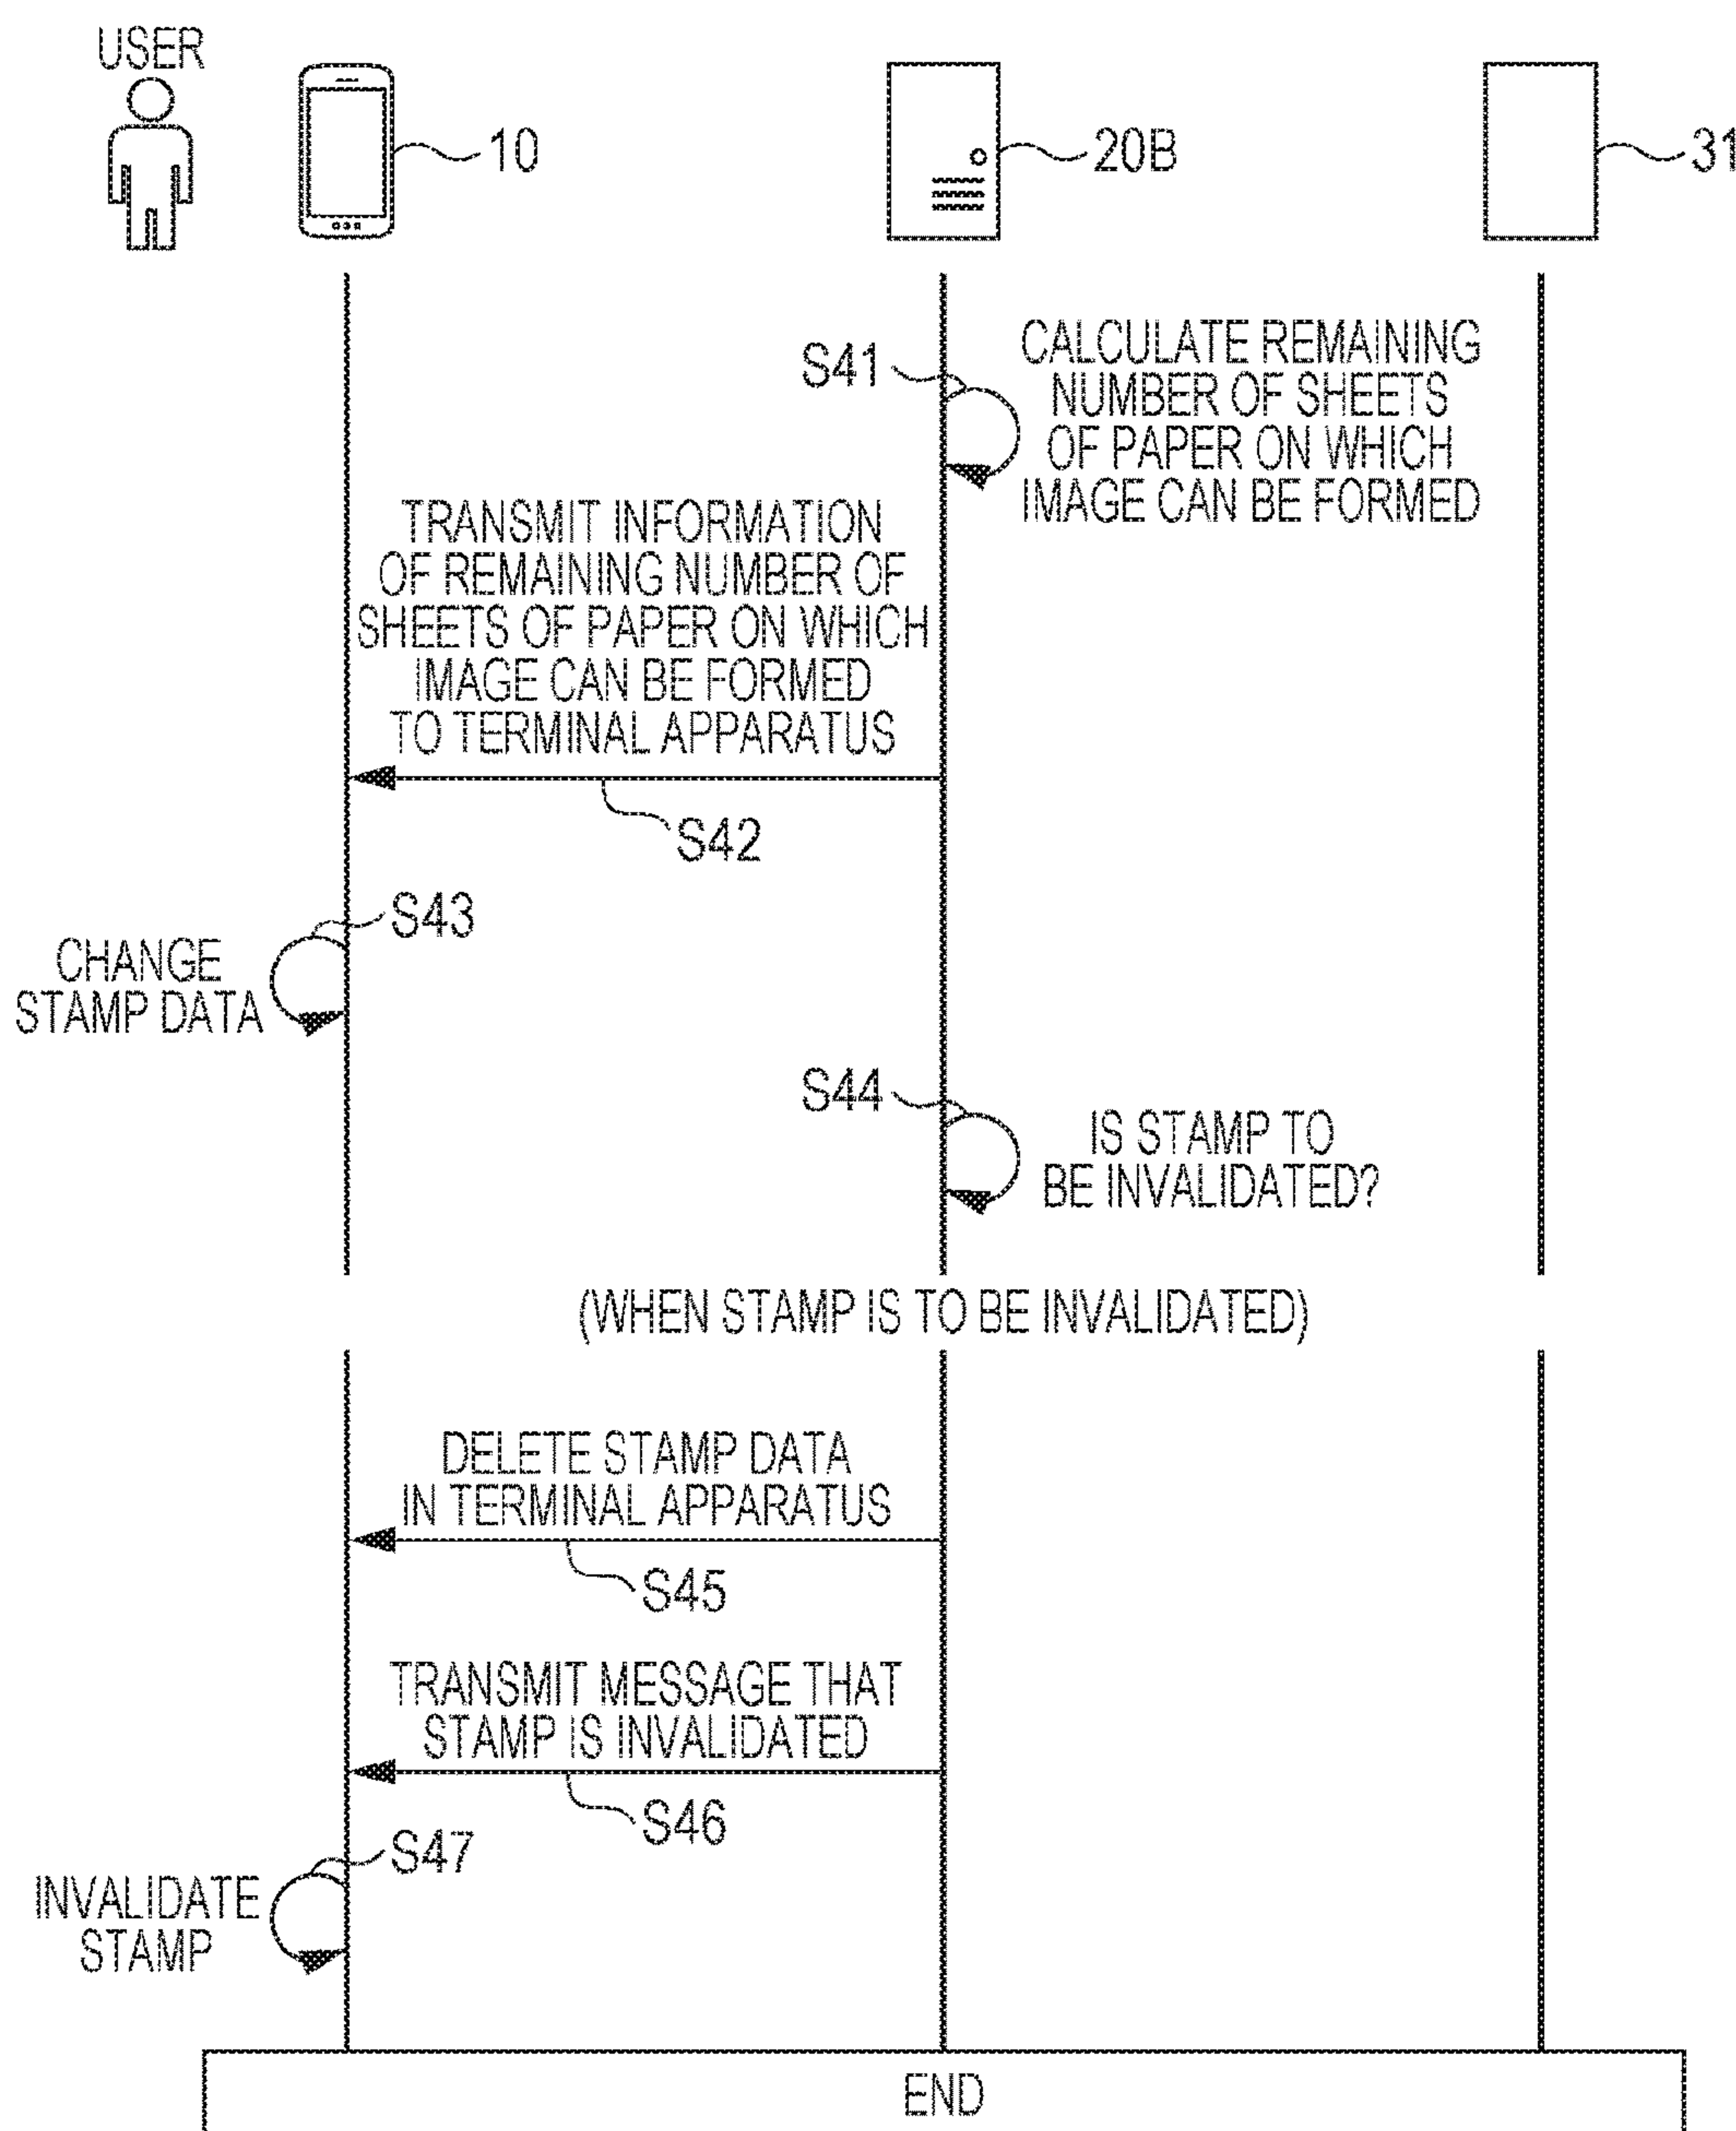 USER
10
20B
31
S41
CALCULATE REMAINING
NUMBER OF SHEETS
OF PAPER ON WHICH
IMAGE CAN BE FORMED
TRANSMIT INFORMATION
OF REMAINING NUMBER OF
SHEETS OF PAPER ON WHICH
IMAGE CAN BE FORMED
TO TERMINAL APPARATUS
S42
S43
CHANGE
STAMP DATA
S44
IS STAMP TO
BE INVALIDATED?
(WHEN STAMP IS TO BE INVALIDATED)
DELETE STAMP DATA
IN TERMINAL APPARATUS
S45
TRANSMIT MESSAGE THAT
STAMP IS INVALIDATED
S46
S47
INVALIDATE
STAMP
END